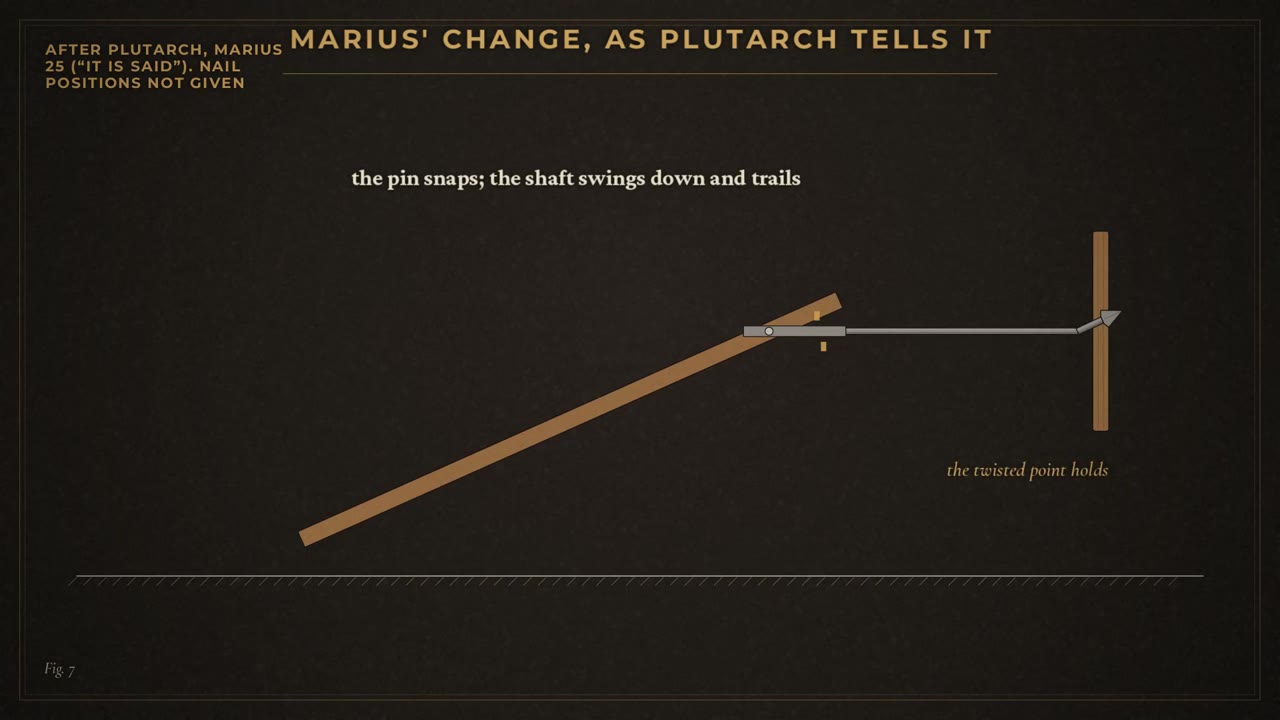 AFTER PLUTARCH, MARIUS
25 (“IT IS SAID”). NAIL
POSITIONS NOT GIVEN
MARIUS' CHANGE, AS PLUTARCH TELLS IT
the pin snaps; the shaft swings down and trails
the twisted point holds
Fig. 7